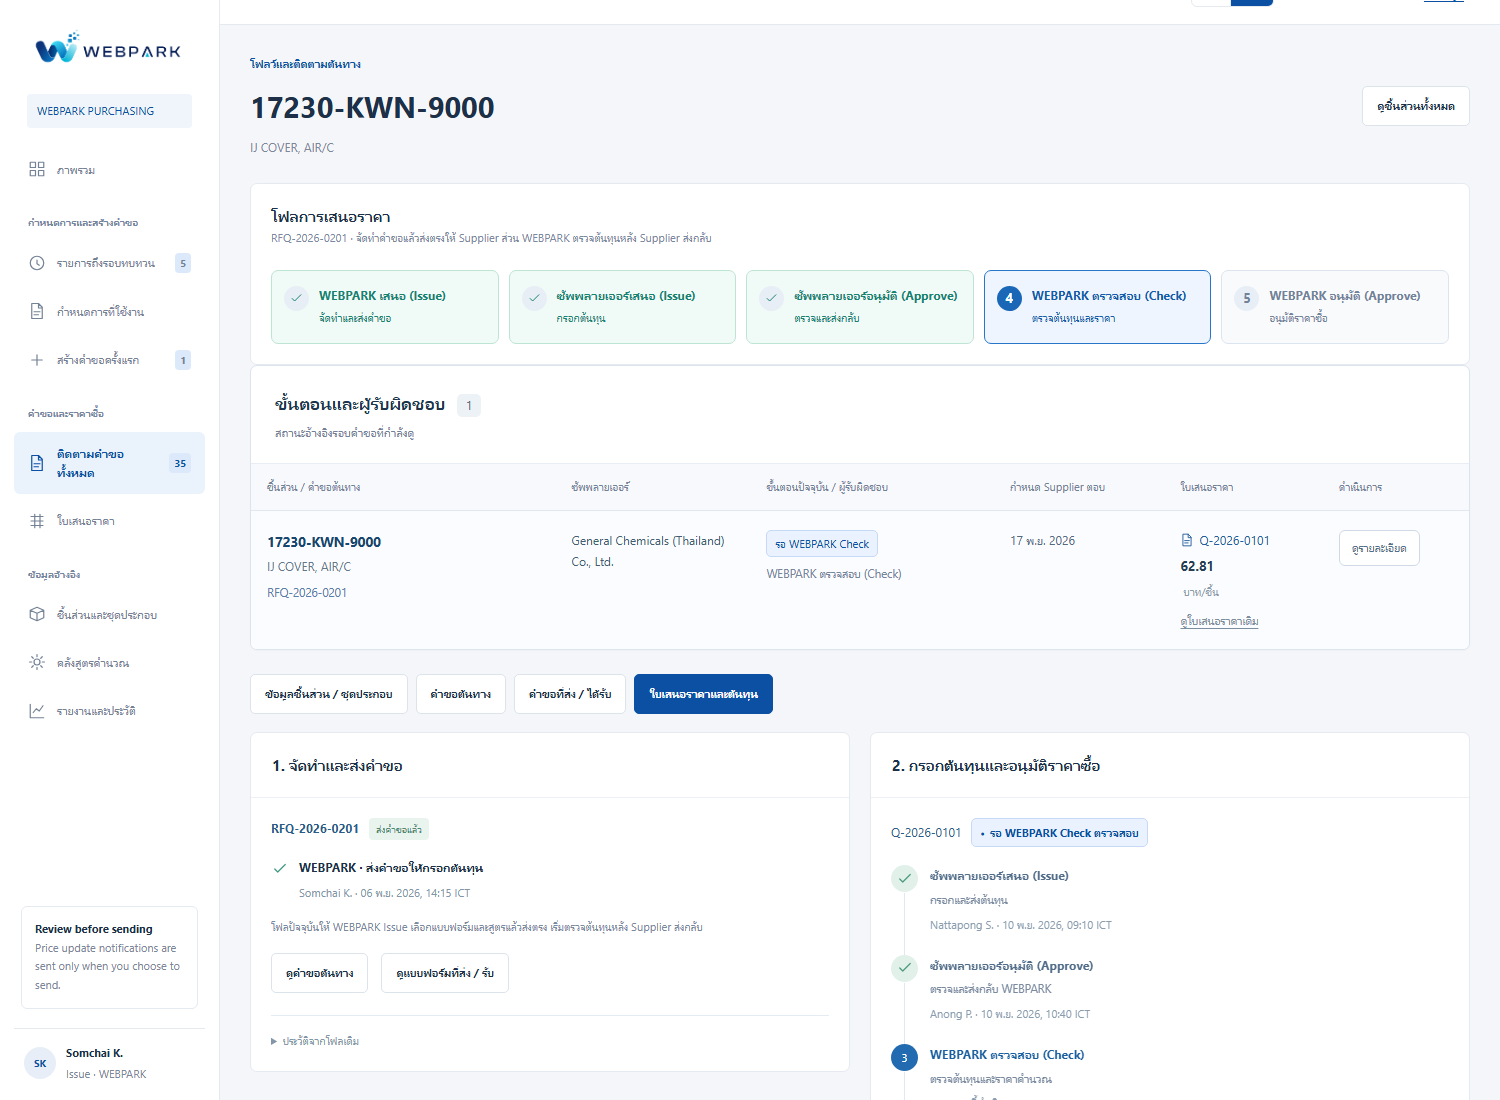 WEBPARK
WEBPARK PURCHASING
ภาพรวม
กำหนดการและสร้างคำขอ
รายการถึงรอบทบทวน 5
กำหนดการที่ใช้งาน
สร้างคำขอครั้งแรก 1
คำขอและราคาซื้อ
ติดตามคำขอ
ทั้งหมด 35
ใบเสนอราคา
ข้อมูลอ้างอิง
ชิ้นส่วนและชุดประกอบ
คลังสูตรคำนวณ
รายงานและประวัติ
Review before sending
Price update notifications are
sent only when you choose to
send.
SK
Somchai K.
Issue · WEBPARK
โฟลว์และติดตามต้นทาง
17230-KWN-9000
ดูชิ้นส่วนทั้งหมด
IJ COVER, AIR/C
โฟลการเสนอราคา
RFQ-2026-0201 · จัดทำคำขอแล้วส่งตรงให้ Supplier ส่วน WEBPARK ตรวจต้นทุนหลัง Supplier ส่งกลับ
WEBPARK เสนอ (Issue)
จัดทำและส่งคำขอ
ซัพพลายเออร์เสนอ (Issue)
กรอกต้นทุน
ซัพพลายเออร์อนุมัติ (Approve)
ตรวจและส่งกลับ
4 WEBPARK ตรวจสอบ (Check)
ตรวจต้นทุนและราคา
5 WEBPARK อนุมัติ (Approve)
อนุมัติราคาซื้อ
ขั้นตอนและผู้รับผิดชอบ 1
สถานะอ้างอิงรอบคำขอที่กำลังดู
ชิ้นส่วน / คำขอต้นทาง
ซัพพลายเออร์
ขั้นตอนปัจจุบัน / ผู้รับผิดชอบ
กำหนด Supplier ตอบ
ใบเสนอราคา
ดำเนินการ
17230-KWN-9000
IJ COVER, AIR/C
RFQ-2026-0201
General Chemicals (Thailand)
Co., Ltd.
รอ WEBPARK Check
WEBPARK ตรวจสอบ (Check)
17 พ.ย. 2026
Q-2026-0101
62.81
บาท/ชิ้น
ดูใบเสนอราคาเดิม
ดูรายละเอียด
ข้อมูลชิ้นส่วน / ชุดประกอบ
คำขอต้นทาง
คำขอที่ส่ง / ได้รับ
ใบเสนอราคาและต้นทุน
1. จัดทำและส่งคำขอ
RFQ-2026-0201 ส่งคำขอแล้ว
WEBPARK · ส่งคำขอให้กรอกต้นทุน
Somchai K. · 06 พ.ย. 2026, 14:15 ICT
โฟลปัจจุบันให้ WEBPARK Issue เลือกแบบฟอร์มและสูตรแล้วส่งตรง เริ่มตรวจต้นทุนหลัง Supplier ส่งกลับ
ดูคำขอต้นทาง
ดูแบบฟอร์มที่ส่ง / รับ
ประวัติจากโฟลเดิม
2. กรอกต้นทุนและอนุมัติราคาซื้อ
Q-2026-0101 • รอ WEBPARK Check ตรวจสอบ
ซัพพลายเออร์เสนอ (Issue)
กรอกและส่งต้นทุน
Nattapong S. · 10 พ.ย. 2026, 09:10 ICT
ซัพพลายเออร์อนุมัติ (Approve)
ตรวจและส่งกลับ WEBPARK
Anong P. · 10 พ.ย. 2026, 10:40 ICT
3 WEBPARK ตรวจสอบ (Check)
ตรวจต้นทุนและราคาคำนวณ